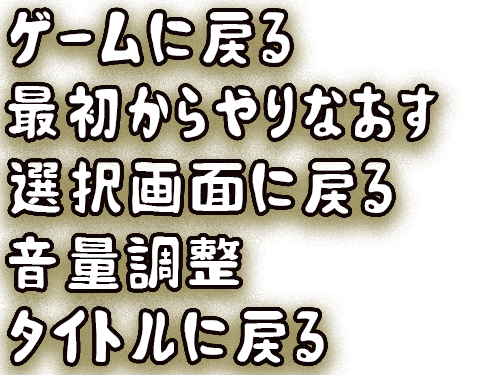 ゲームに戻る
最初からやりなおす
選択画面に戻る
音量調整
タイトルに戻る